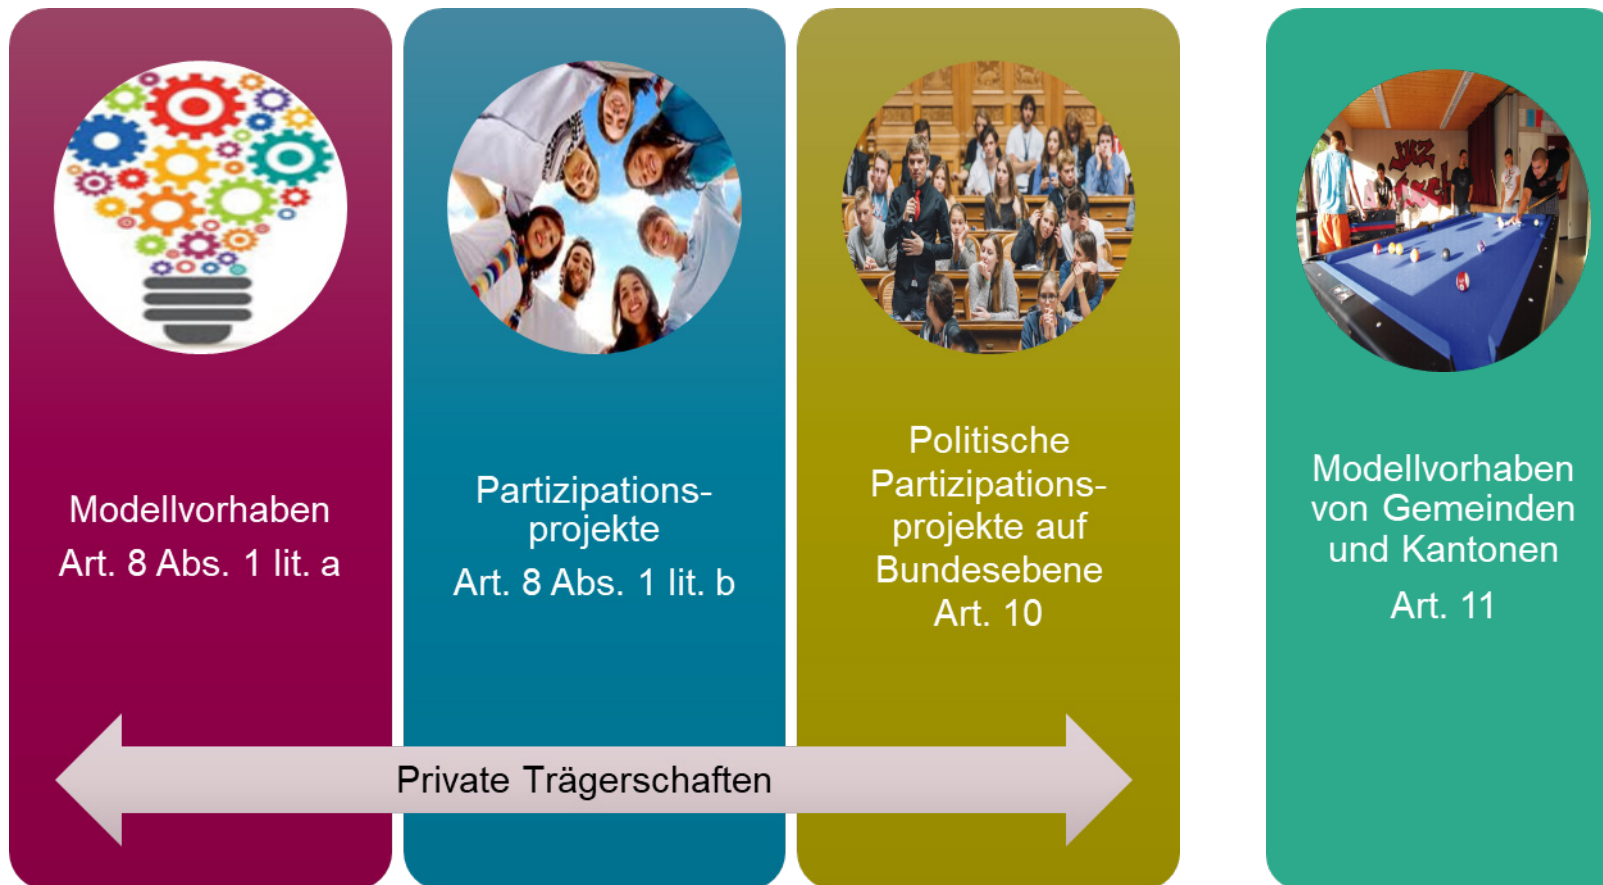 Modellvorhaben
Art. 8 Abs. 1 lit. a
Partizipations-
projekte
Art. 8 Abs. 1 lit. b
Politische
Partizipations-
projekte auf
Bundesebene
Art. 10
Modellvorhaben
von Gemeinden
und Kantonen
Art. 11
Private Trägerschaften